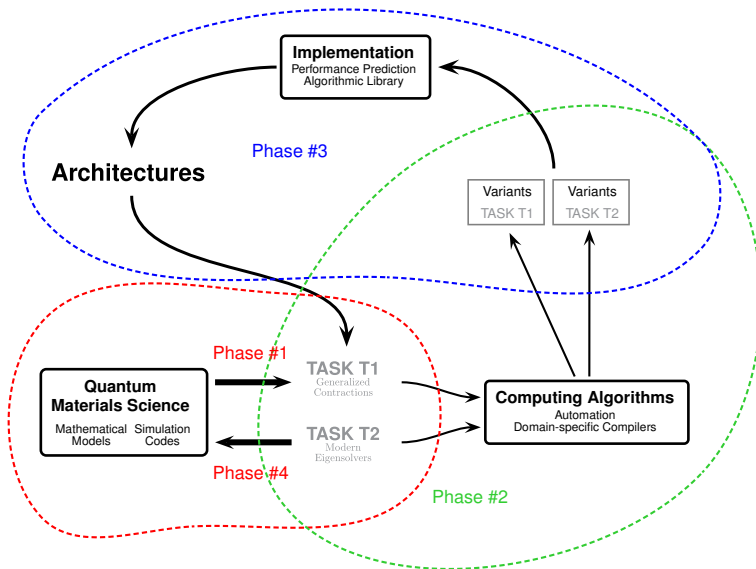 Implementation
Performance Prediction
Algorithmic Library
Phase #3
Architectures
Variants
TASK T1
Variants
TASK T2
Phase #1
TASK T1
Generalized
Contractions
Quantum
Materials Science
Mathematical
Models
Simulation
Codes
Computing Algorithms
Automation
Domain-specific Compilers
TASK T2
Modern
Eigensolvers
Phase #4
Phase #2